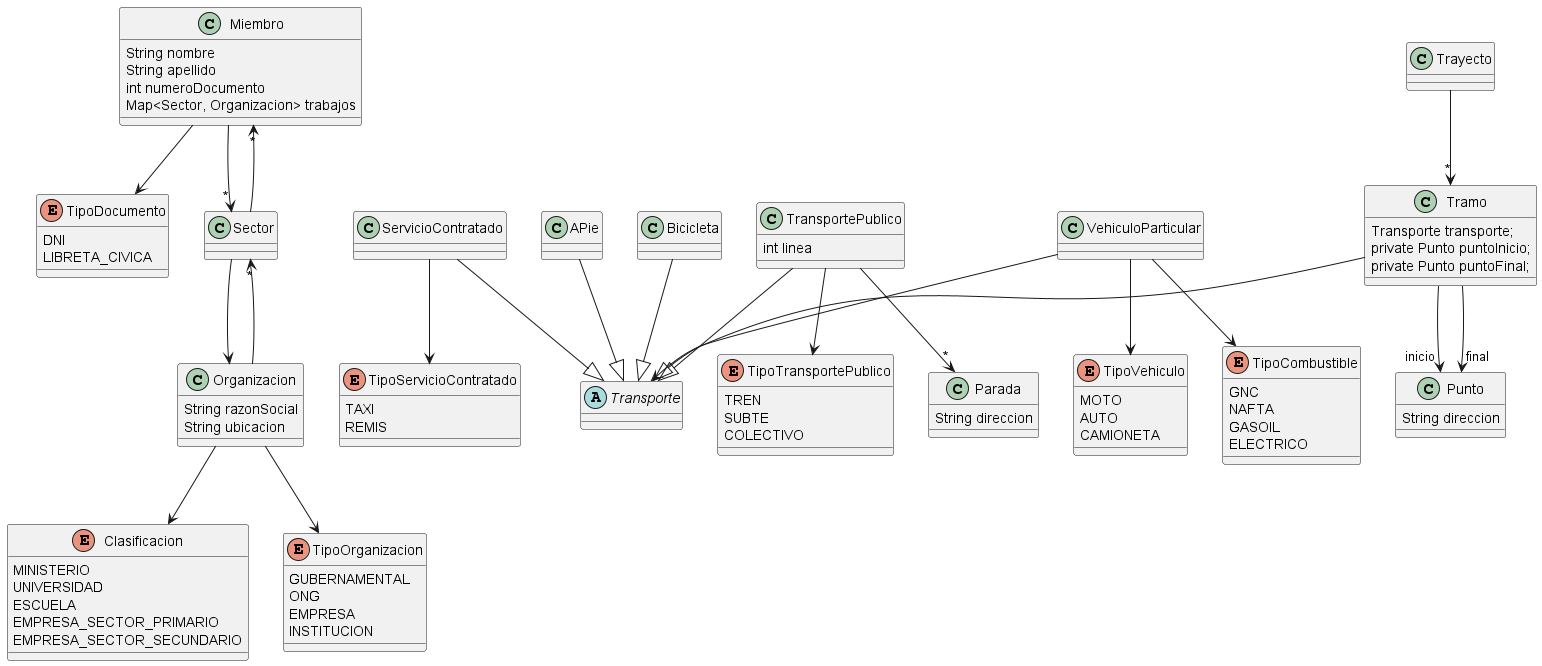 C Miembro
String nombre
String apellido
int numeroDocumento
Map<Sector, Organizacion> trabajos
C Trayecto
*
*
*
E TipoDocumento
DNI
LIBRETA_CIVICA
C Sector
*
C ServicioContratado
C APie
C Bicicleta
C TransportePublico
int linea
C VehiculoParticular
C Tramo
Transporte transporte;
private Punto puntoInicio;
private Punto puntoFinal;
*
inicio
final
C Organizacion
String razonSocial
String ubicacion
E TipoServicioContratado
TAXI
REMIS
A Transporte
E TipoTransportePublico
TREN
SUBTE
COLECTIVO
C Parada
String direccion
E TipoVehiculo
MOTO
AUTO
CAMIONETA
E TipoCombustible
GNC
NAFTA
GASOIL
ELECTRICO
C Punto
String direccion
E Clasificacion
MINISTERIO
UNIVERSIDAD
ESCUELA
EMPRESA_SECTOR_PRIMARIO
EMPRESA_SECTOR_SECUNDARIO
E TipoOrganizacion
GUBERNAMENTAL
ONG
EMPRESA
INSTITUCION